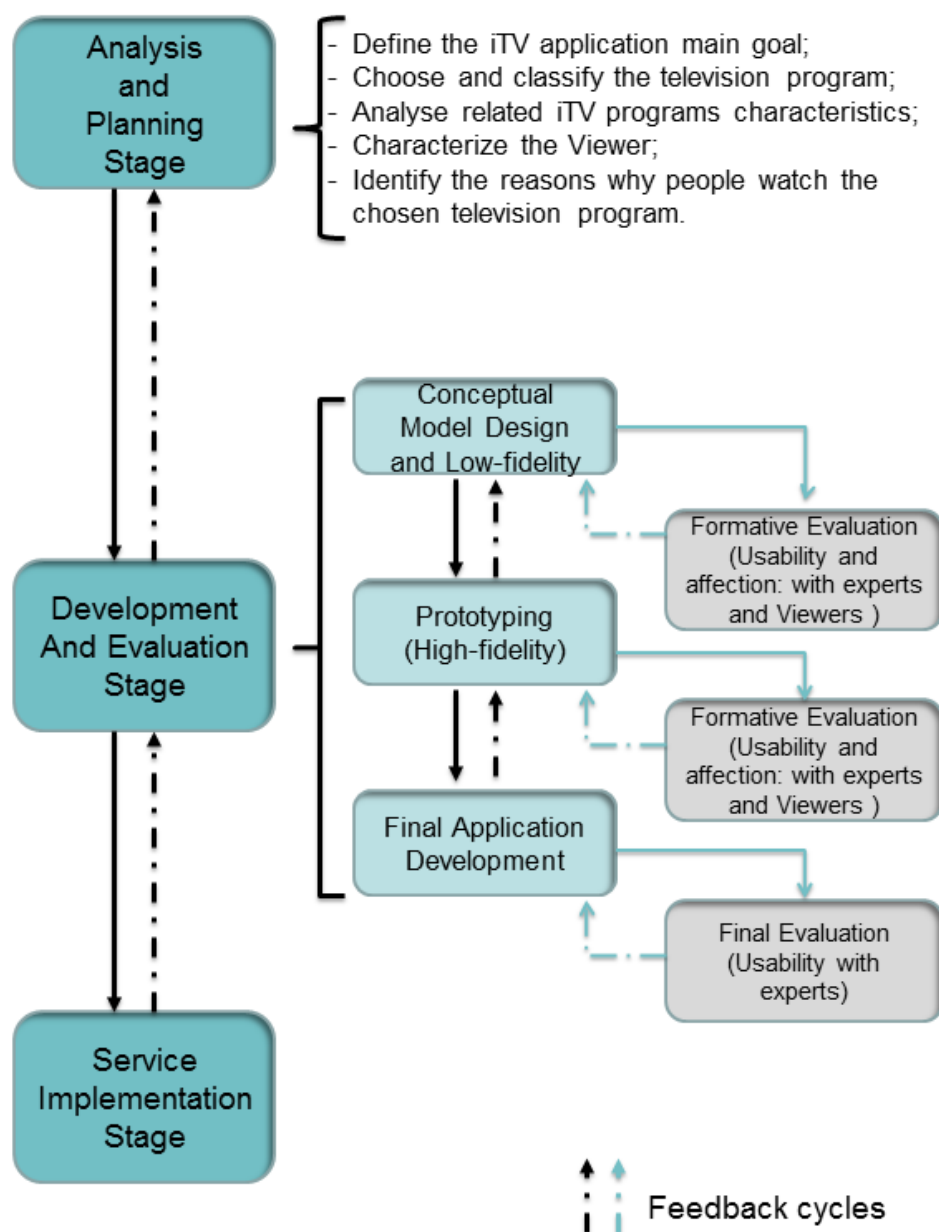 Analysis
and
Planning
Stage
- Define the iTV application main goal;
- Choose and classify the television program;
- Analyse related iTV programs characteristics;
- Characterize the Viewer;
- Identify the reasons why people watch the
chosen television program.
Conceptual
Model Design
and Low-fidelity
Formative Evaluation
(Usability and
affection: with experts
and Viewers )
Development
And Evaluation
Stage
Prototyping
(High-fidelity)
Formative Evaluation
(Usability and
affection: with experts
and Viewers )
Final Application
Development
Final Evaluation
(Usability with
experts)
Service
Implementation
Stage
Feedback cycles